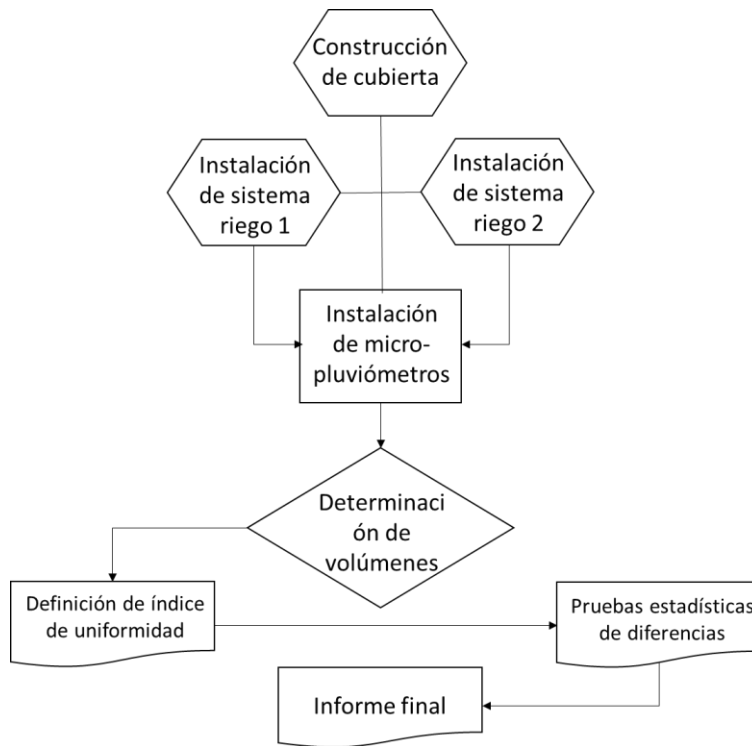 Construcción
de cubierta
Instalación
de sistema
riego 1
Instalación
de sistema
riego 2
Instalación
de micro-
pluviómetros
Determinaci
ón de
volúmenes
Definición de índice
de uniformidad
Pruebas estadísticas
de diferencias
Informe final